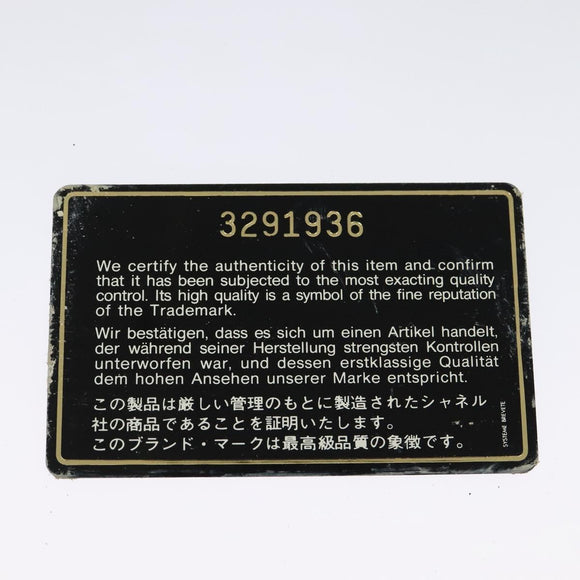 3291936
We certify the authenticity of this item and confirm
that it has been subjected to the most exacting quality
control. Its high quality is a symbol of the fine reputation
of the Trademark.
Wir bestätigen, dass es sich um einen Artikel handelt,
der während seiner Herstellung strengsten Kontrollen
unterworfen war, und dessen erstklassige Qualität
dem hohen Ansehen unserer Marke entspricht.
この製品は厳しい管理のもとに製造されたシャネル
社の商品であることを証明いたします。
このブランド・マークは最高級品質の象徴です。
SYSTEME BREVETE